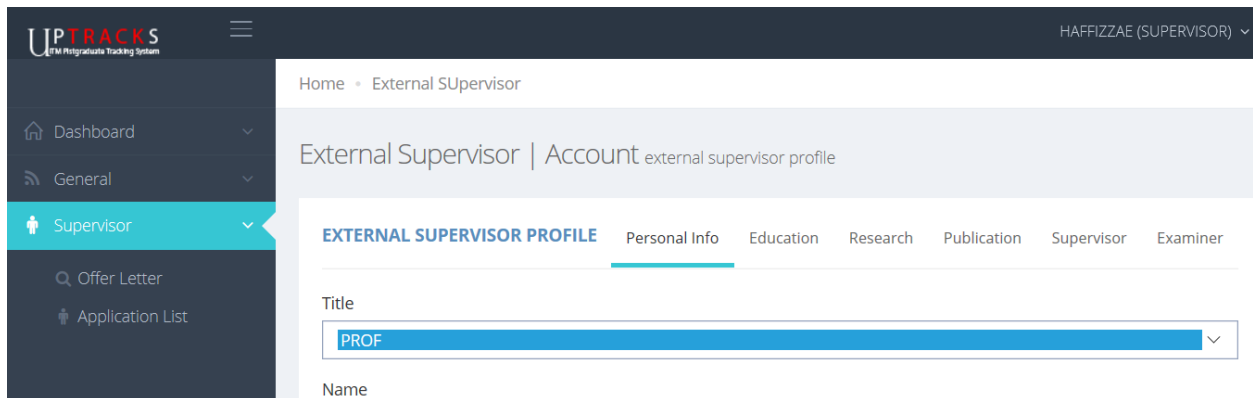 UPTRACKS
UiTM Pistgraduate Tracking System
HAFFIZZAE (SUPERVISOR)
Home • External SUpervisor
Dashboard
General
Supervisor
Offer Letter
Application List
External Supervisor | Account external supervisor profile
EXTERNAL SUPERVISOR PROFILE Personal Info Education Research Publication Supervisor Examiner
Title
PROF
Name